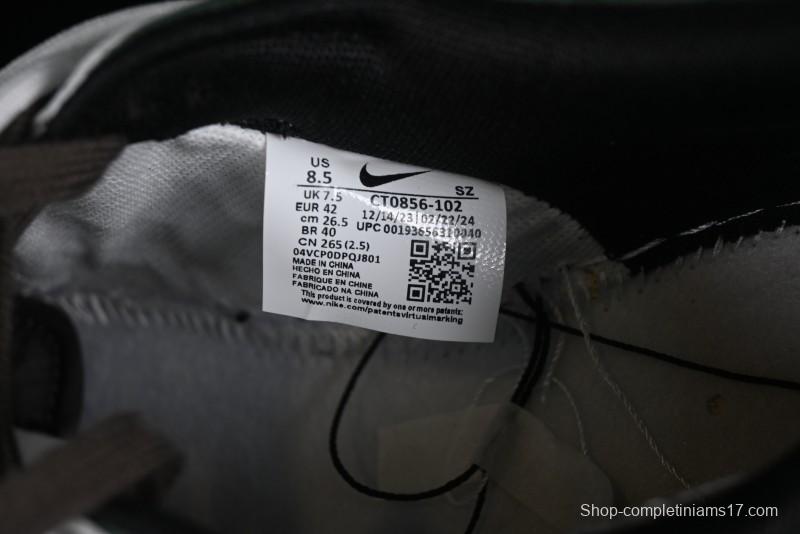 US
8.5
SZ
UK 7.5
CT0856-102
EUR 42
12/14/23|02/22/24
cm 26.5
UPC 00193656310040
BR 40
CN 265 (2.5)
04VCP0DPQJ801
MADE IN CHINA
HECHO EN CHINA
FABRIQUE EN CHINE
FABRICADO NA CHINA
This product is covered by one or more patents:
www.nike.com/patentsvirtualmarking
Shop-completiniams17.com